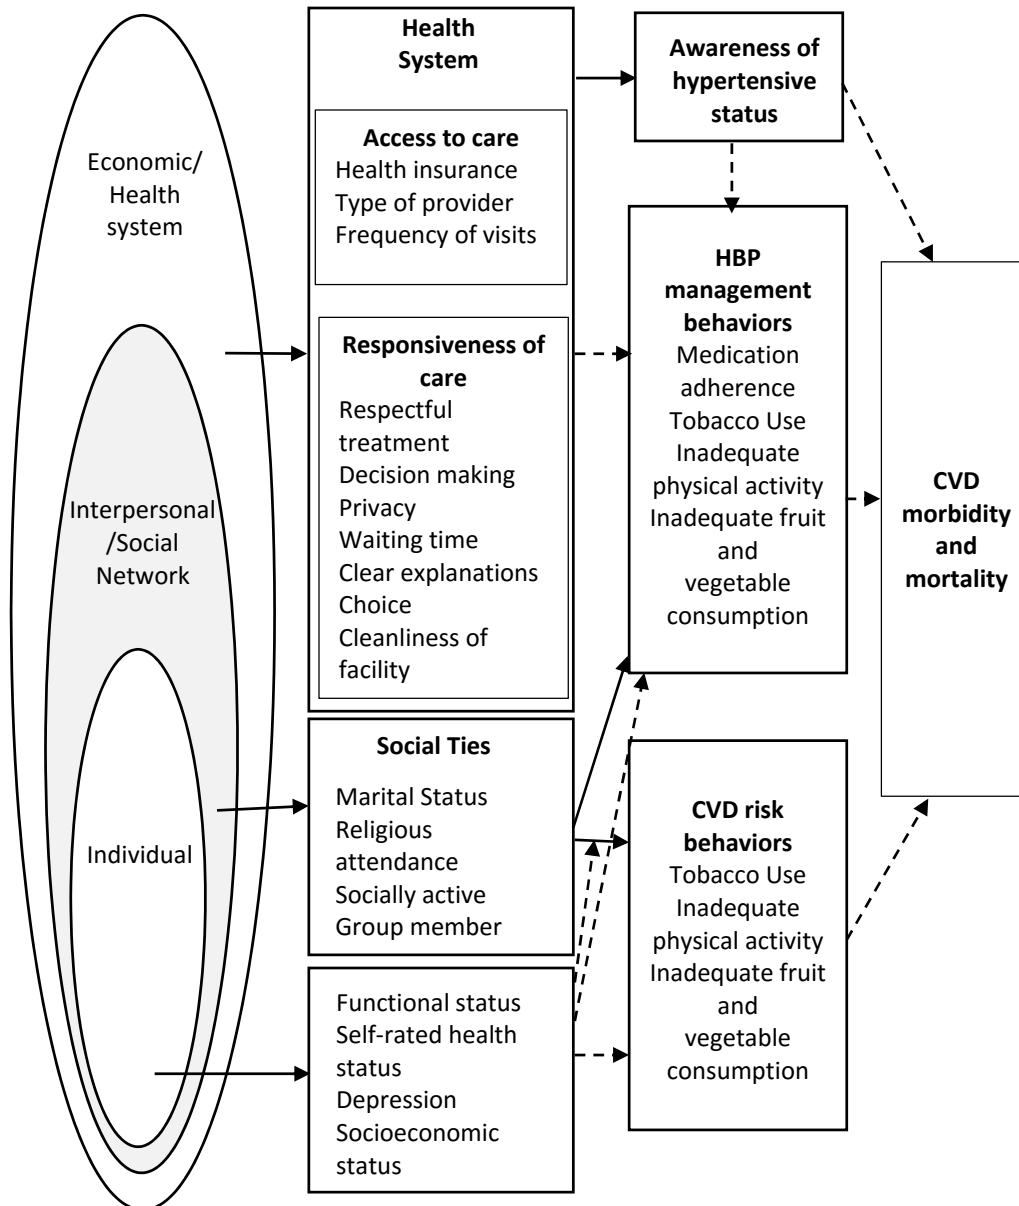 Economic/
Health
system
Interpersonal
/Social
Network
Individual
Health
System
Access to care
Health insurance
Type of provider
Frequency of visits
Responsiveness of
care
Respectful
treatment
Decision making
Privacy
Waiting time
Clear explanations
Choice
Cleanliness of
facility
Social Ties
Marital Status
Religious
attendance
Socially active
Group member
Functional status
Self-rated health
status
Depression
Socioeconomic
status
Awareness of
hypertensive
status
HBP
management
behaviors
Medication
adherence
Tobacco Use
Inadequate
physical activity
Inadequate fruit
and
vegetable
consumption
CVD risk
behaviors
Tobacco Use
Inadequate
physical activity
Inadequate fruit
and
vegetable
consumption
CVD
morbidity
and
mortality